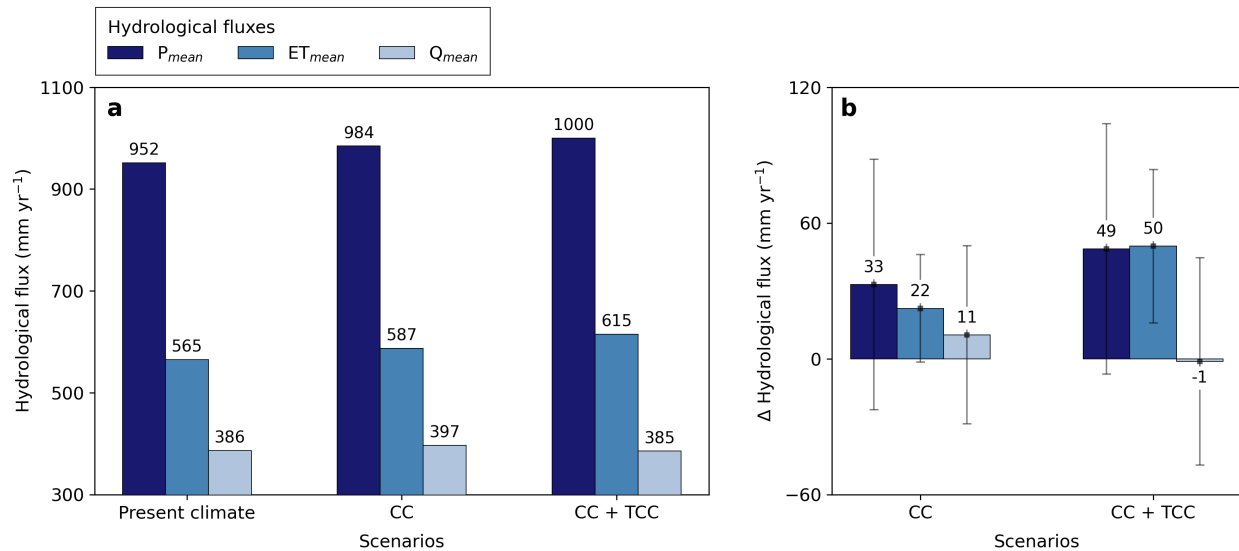 Hydrological fluxes
P_mean ET_mean Q_mean
a
Hydrological flux (mm yr⁻¹)
1100
900
700
500
300
952
565
386
984
587
397
1000
615
385
Present climate CC CC + TCC
Scenarios
b
Δ Hydrological flux (mm yr⁻¹)
120
60
0
−60
33
22
11
49
50
-1
CC CC + TCC
Scenarios